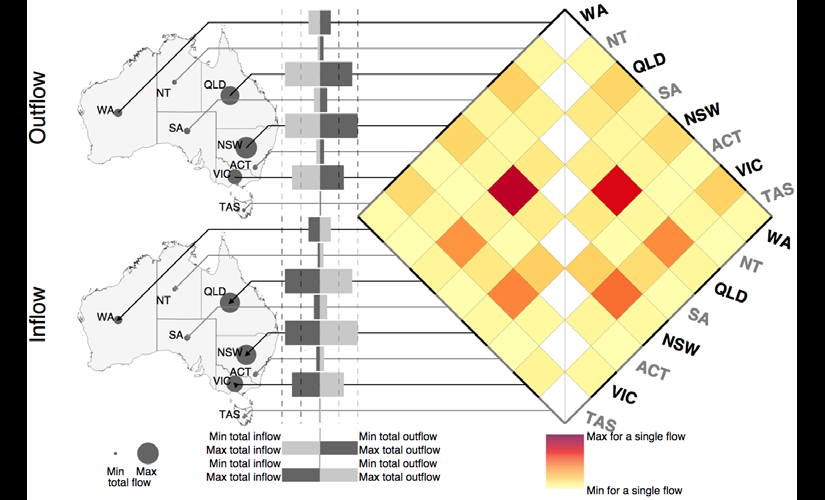 Outflow
WA
NT
QLD
SA
NSW
ACT
VIC
TAS
Inflow
WA
NT
QLD
SA
NSW
ACT
VIC
TAS
WA
NT
QLD
SA
NSW
ACT
VIC
TAS
WA
NT
QLD
SA
NSW
ACT
VIC
TAS
Min Max
total flow
Min total inflow Min total outflow
Max total inflow Max total outflow
Min total inflow Min total outflow
Max total inflow Max total outflow
Max for a single flow
Min for a single flow